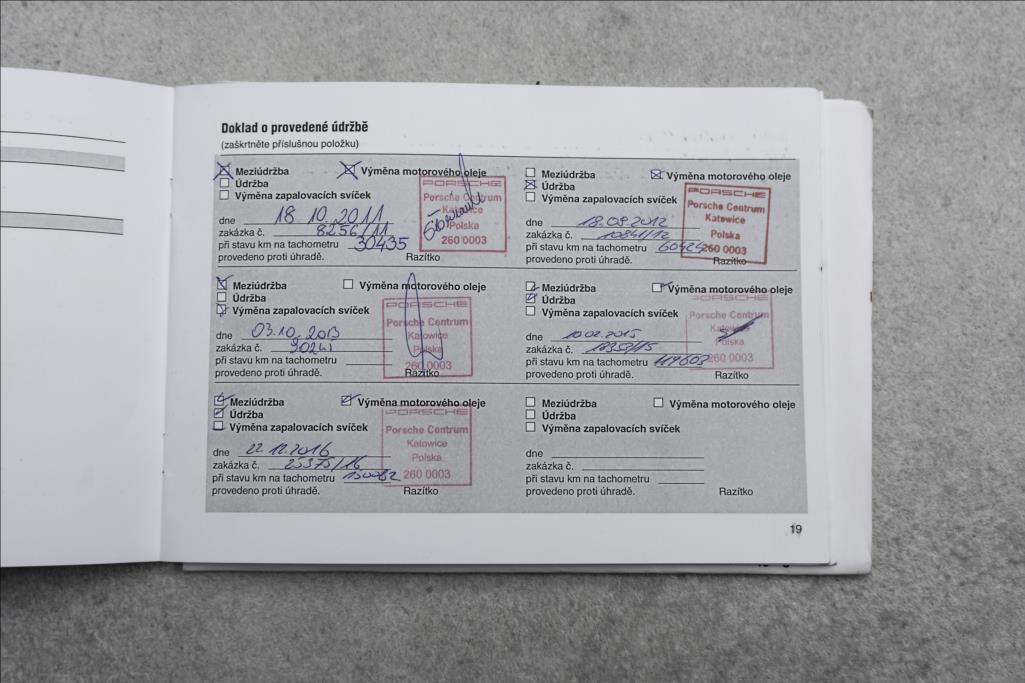 Doklad o provedené údržbě
(zaškrtněte příslušnou položku)
Meziúdržba Výměna motorového oleje
Údržba
Výměna zapalovacích svíček
dne 18 10.2011
zakázka č. 8256/11
při stavu km na tachometru 30435
provedeno proti úhradě. Razítko
PORSCHE
Porsche Centrum
Katowice
Polska
260 0003
Meziúdržba Výměna motorového oleje
Údržba
Výměna zapalovacích svíček
dne 18.09.2012
zakázka č. 10841/12
při stavu km na tachometru
provedeno proti úhradě. Razítko
PORSCHE
Porsche Centrum
Katowice
Polska
260 0003
Meziúdržba Výměna motorového oleje
Údržba
Výměna zapalovacích svíček
dne 03.10.2013
zakázka č.
při stavu km na tachometru
provedeno proti úhradě. Razítko
PORSCHE
Porsche Centrum
Katowice
Polska
260 0003
Meziúdržba Výměna motorového oleje
Údržba
Výměna zapalovacích svíček
dne 10.02.2015
zakázka č.
při stavu km na tachometru 119603
provedeno proti úhradě. Razítko
PORSCHE
Porsche Centrum
Katowice
Polska
260 0003
Meziúdržba Výměna motorového oleje
Údržba
Výměna zapalovacích svíček
dne 22.12.2016
zakázka č. 25375/16
při stavu km na tachometru 150082
provedeno proti úhradě. Razítko
PORSCHE
Porsche Centrum
Katowice
Polska
260 0003
Meziúdržba Výměna motorového oleje
Údržba
Výměna zapalovacích svíček
dne
zakázka č.
při stavu km na tachometru
provedeno proti úhradě. Razítko
19